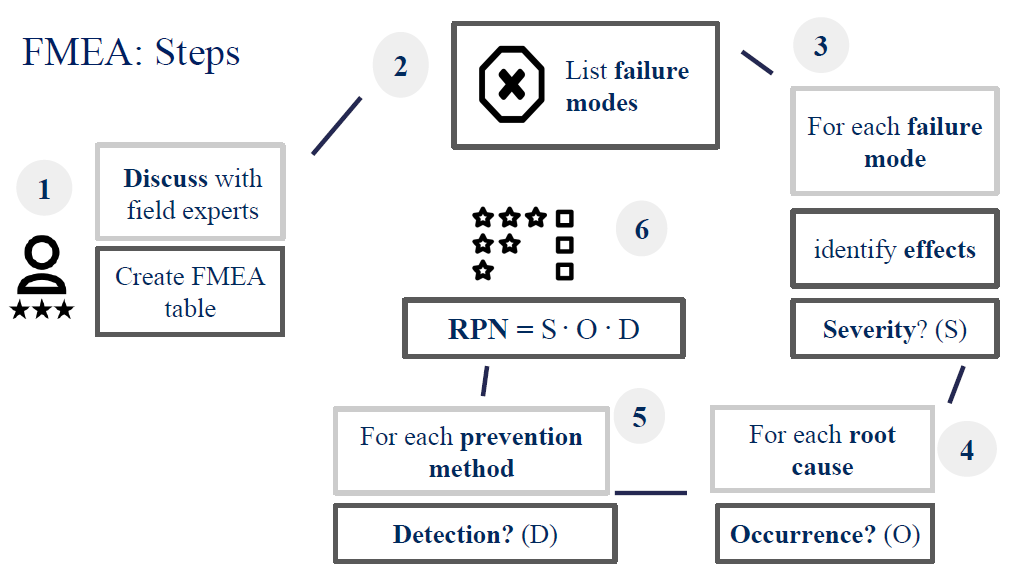 FMEA: Steps
1
Discuss with
field experts
Create FMEA
table
2
List failure
modes
3
For each failure
mode
identify effects
Severity? (S)
4
For each root
cause
Occurrence? (O)
5
For each prevention
method
Detection? (D)
6
RPN = S · O · D